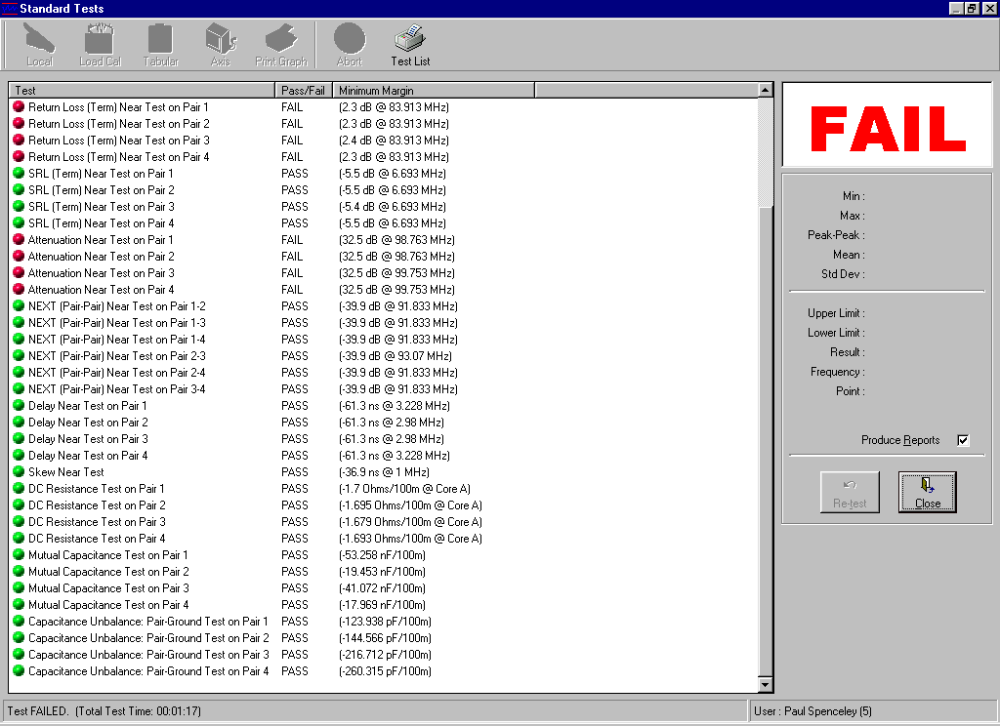 Standard Tests
Local Load Cal Tabular Axis Print Graph Abort Test List
Test Pass/Fail Minimum Margin
Return Loss (Term) Near Test on Pair 1 FAIL (2.3 dB @ 83.913 MHz)
Return Loss (Term) Near Test on Pair 2 FAIL (2.3 dB @ 83.913 MHz)
Return Loss (Term) Near Test on Pair 3 FAIL (2.4 dB @ 83.913 MHz)
Return Loss (Term) Near Test on Pair 4 FAIL (2.3 dB @ 83.913 MHz)
SRL (Term) Near Test on Pair 1 PASS (-5.5 dB @ 6.693 MHz)
SRL (Term) Near Test on Pair 2 PASS (-5.5 dB @ 6.693 MHz)
SRL (Term) Near Test on Pair 3 PASS (-5.4 dB @ 6.693 MHz)
SRL (Term) Near Test on Pair 4 PASS (-5.5 dB @ 6.693 MHz)
Attenuation Near Test on Pair 1 FAIL (32.5 dB @ 98.763 MHz)
Attenuation Near Test on Pair 2 FAIL (32.5 dB @ 98.763 MHz)
Attenuation Near Test on Pair 3 FAIL (32.5 dB @ 99.753 MHz)
Attenuation Near Test on Pair 4 FAIL (32.5 dB @ 99.753 MHz)
NEXT (Pair-Pair) Near Test on Pair 1-2 PASS (-39.9 dB @ 91.833 MHz)
NEXT (Pair-Pair) Near Test on Pair 1-3 PASS (-39.9 dB @ 91.833 MHz)
NEXT (Pair-Pair) Near Test on Pair 1-4 PASS (-39.9 dB @ 91.833 MHz)
NEXT (Pair-Pair) Near Test on Pair 2-3 PASS (-39.9 dB @ 93.07 MHz)
NEXT (Pair-Pair) Near Test on Pair 2-4 PASS (-39.9 dB @ 91.833 MHz)
NEXT (Pair-Pair) Near Test on Pair 3-4 PASS (-39.9 dB @ 91.833 MHz)
Delay Near Test on Pair 1 PASS (-61.3 ns @ 3.228 MHz)
Delay Near Test on Pair 2 PASS (-61.3 ns @ 2.98 MHz)
Delay Near Test on Pair 3 PASS (-61.3 ns @ 2.98 MHz)
Delay Near Test on Pair 4 PASS (-61.3 ns @ 3.228 MHz)
Skew Near Test PASS (-36.9 ns @ 1 MHz)
DC Resistance Test on Pair 1 PASS (-1.7 Ohms/100m @ Core A)
DC Resistance Test on Pair 2 PASS (-1.695 Ohms/100m @ Core A)
DC Resistance Test on Pair 3 PASS (-1.679 Ohms/100m @ Core A)
DC Resistance Test on Pair 4 PASS (-1.693 Ohms/100m @ Core A)
Mutual Capacitance Test on Pair 1 PASS (-53.258 nF/100m)
Mutual Capacitance Test on Pair 2 PASS (-19.453 nF/100m)
Mutual Capacitance Test on Pair 3 PASS (-41.072 nF/100m)
Mutual Capacitance Test on Pair 4 PASS (-17.969 nF/100m)
Capacitance Unbalance: Pair-Ground Test on Pair 1 PASS (-123.938 pF/100m)
Capacitance Unbalance: Pair-Ground Test on Pair 2 PASS (-144.566 pF/100m)
Capacitance Unbalance: Pair-Ground Test on Pair 3 PASS (-216.712 pF/100m)
Capacitance Unbalance: Pair-Ground Test on Pair 4 PASS (-260.315 pF/100m)
FAIL
Min :
Max :
Peak-Peak :
Mean :
Std Dev :
Upper Limit :
Lower Limit :
Result :
Frequency :
Point :
Produce Reports
Re-test Close
Test FAILED. (Total Test Time: 00:01:17)
User : Paul Spenceley (5)